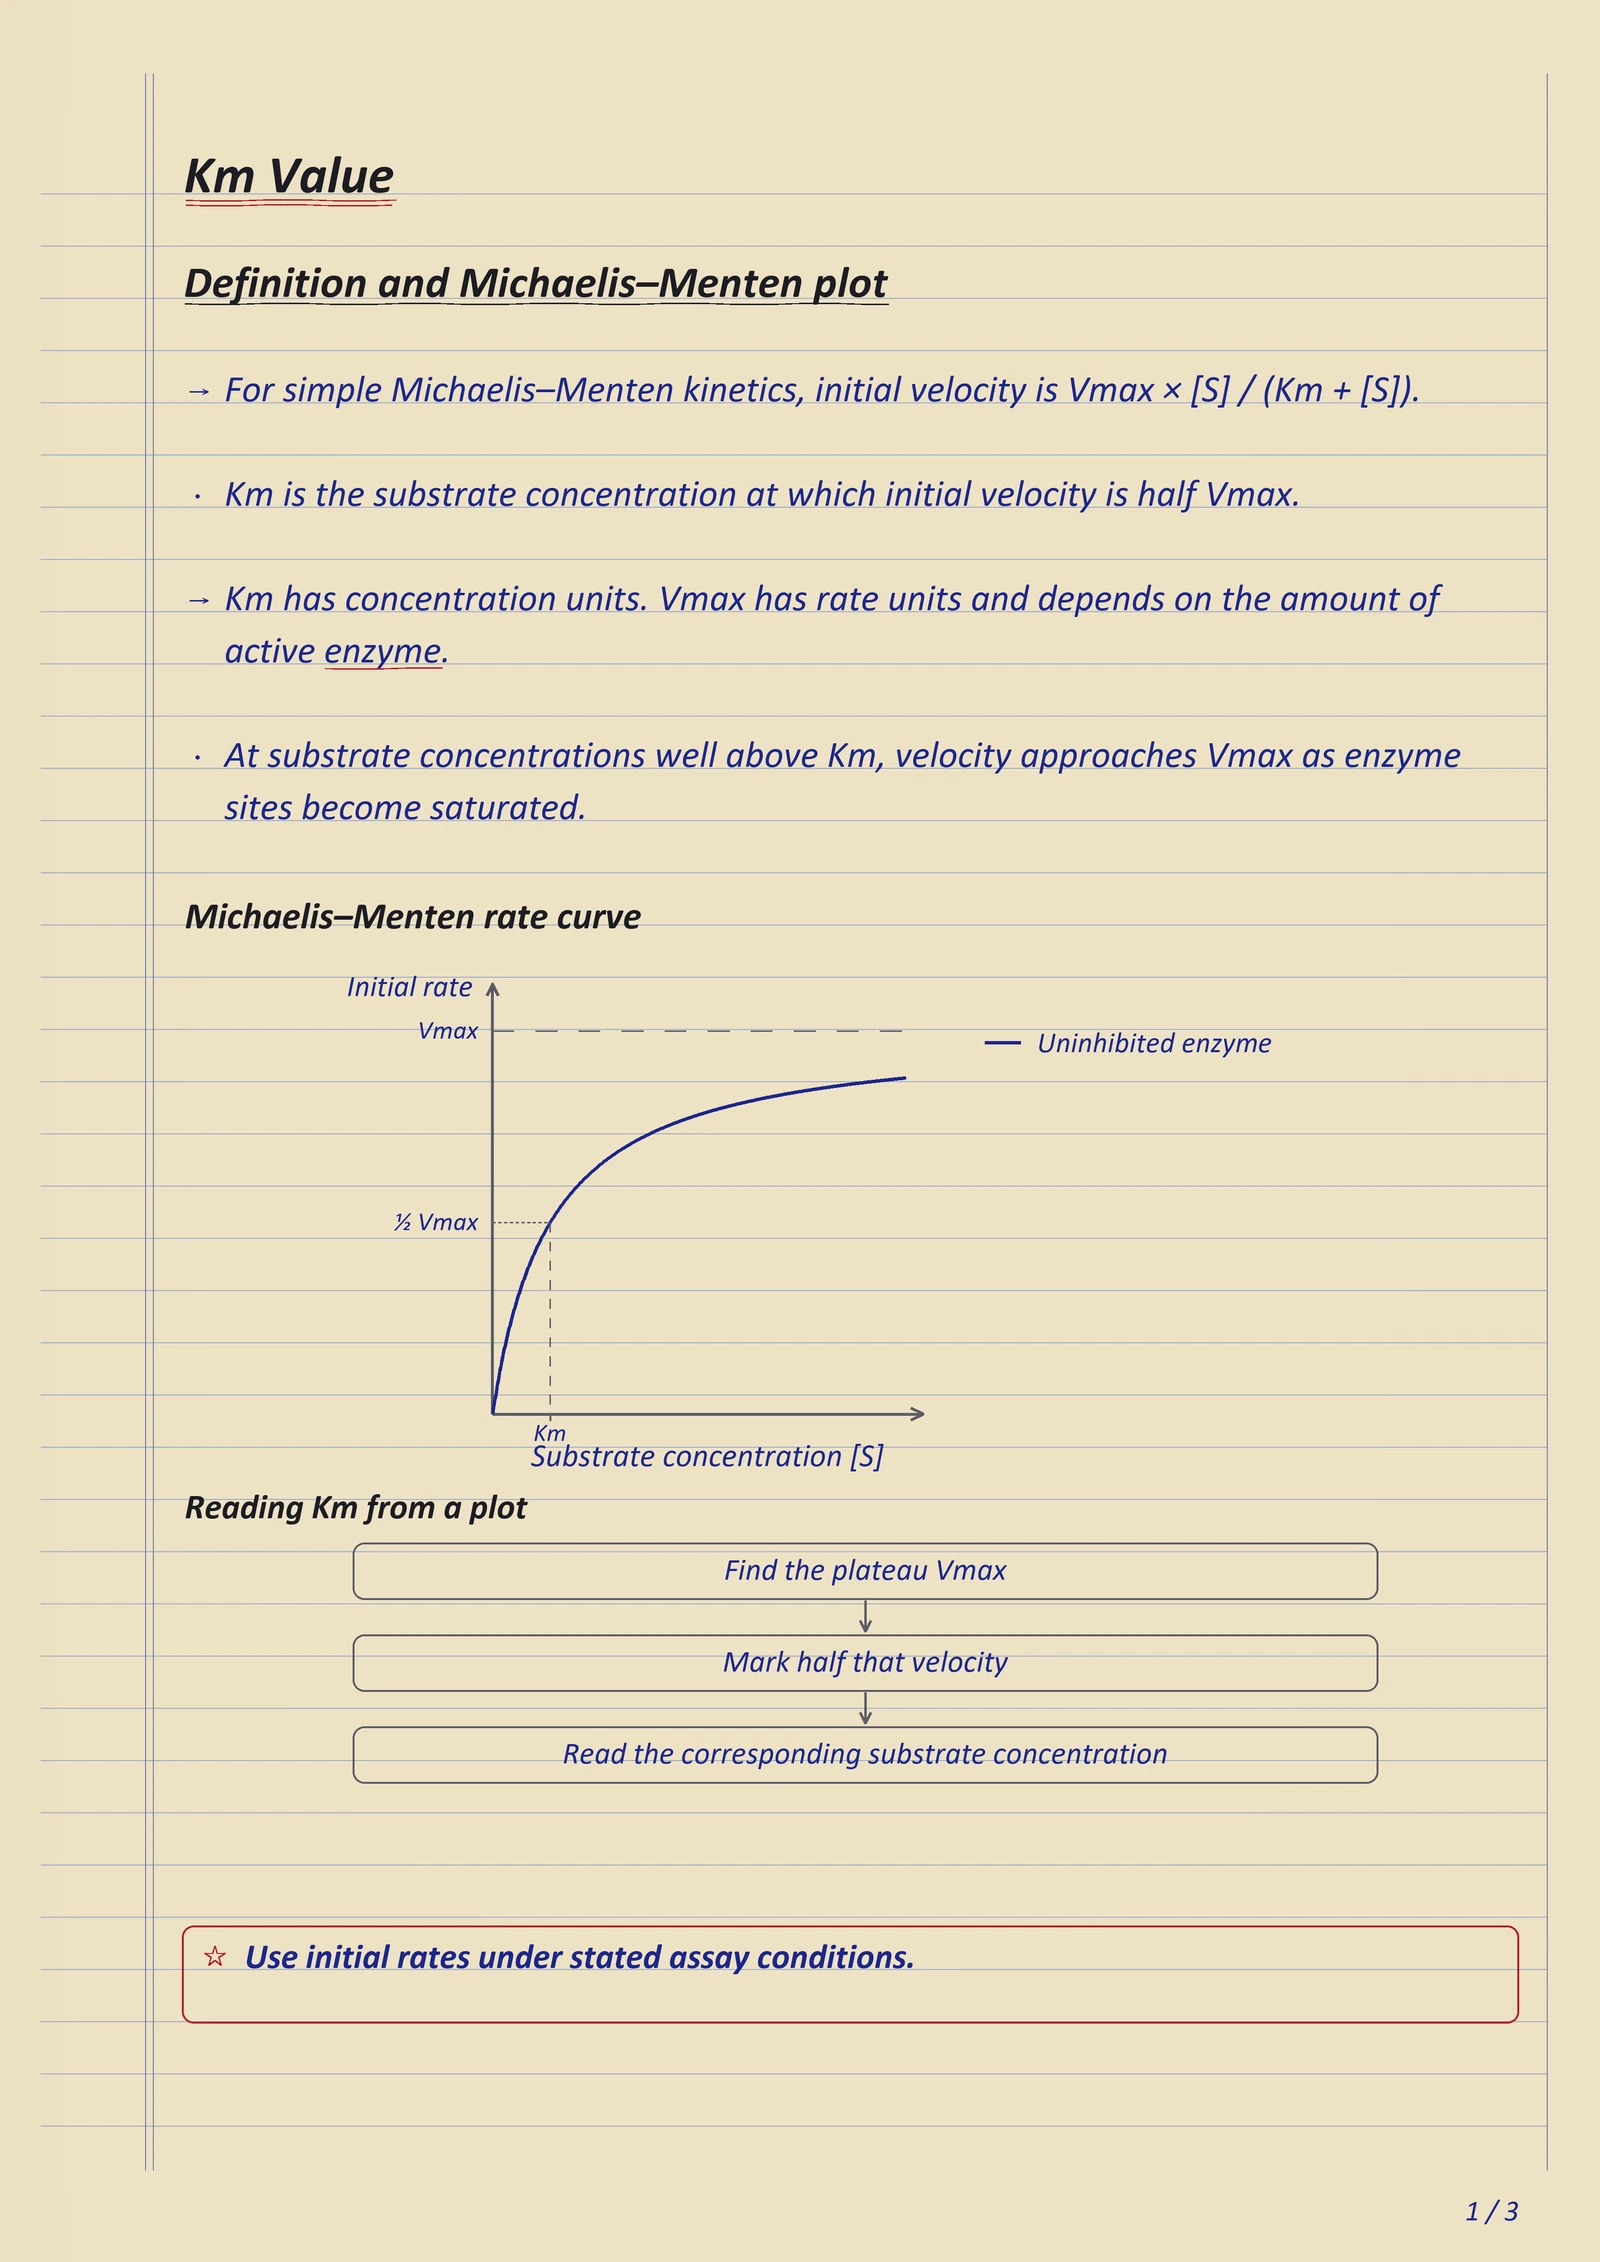 Km Value
Definition and Michaelis–Menten plot
→ For simple Michaelis–Menten kinetics, initial velocity is Vmax × [S] / (Km + [S]).
· Km is the substrate concentration at which initial velocity is half Vmax.
→ Km has concentration units. Vmax has rate units and depends on the amount of
active enzyme.
· At substrate concentrations well above Km, velocity approaches Vmax as enzyme
sites become saturated.
Michaelis–Menten rate curve
Initial rate
Vmax
Uninhibited enzyme
½ Vmax
Km
Substrate concentration [S]
Reading Km from a plot
Find the plateau Vmax
Mark half that velocity
Read the corresponding substrate concentration
☆ Use initial rates under stated assay conditions.
1 / 3